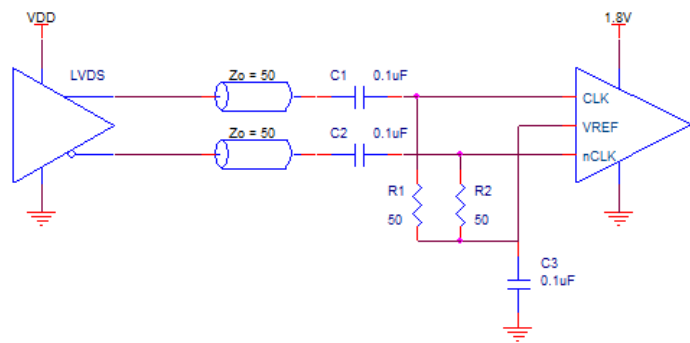 VDD
1.8V
LVDS
Zo = 50
C1
0.1uF
CLK
VREF
Zo = 50
C2
0.1uF
nCLK
R1
50
R2
50
C3
0.1uF